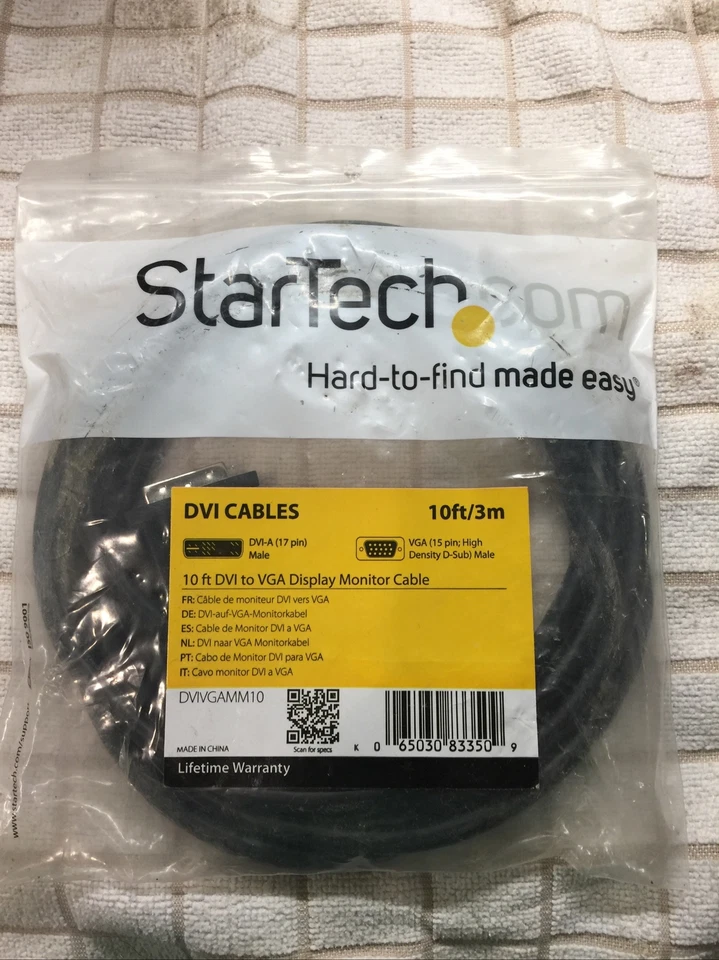 StarTech.com
Hard-to-find made easy®
DVI CABLES 10ft/3m
DVI-A (17 pin)
Male
VGA (15 pin; High
Density D-Sub) Male
10 ft DVI to VGA Display Monitor Cable
FR: Câble de moniteur DVI vers VGA
DE: DVI-auf-VGA-Monitorkabel
ES: Cable de Monitor DVI a VGA
NL: DVI naar VGA Monitorkabel
PT: Cabo de Monitor DVI para VGA
IT: Cavo monitor DVI a VGA
DVIVGAMM10
MADE IN CHINA
Scan for specs
K 0 65030 83350 9
Lifetime Warranty
www.startech.com/suppor